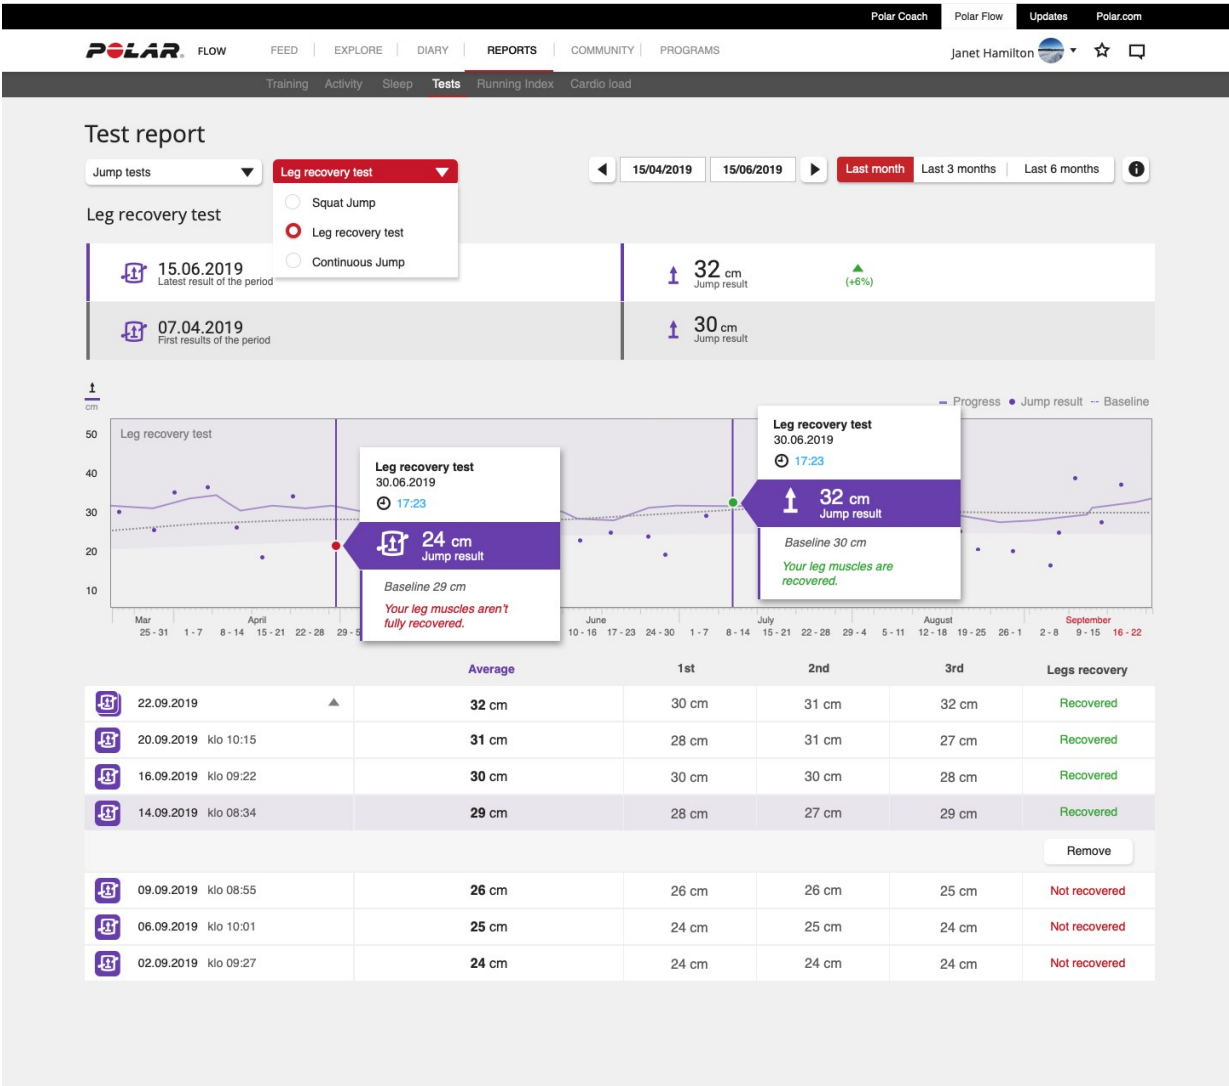 Polar Coach Polar Flow Updates Polar.com
POLAR. FLOW FEED EXPLORE DIARY REPORTS COMMUNITY PROGRAMS Janet Hamilton
Training Activity Sleep Tests Running Index Cardio load
Test report
Jump tests Leg recovery test 15/04/2019 15/06/2019 Last month Last 3 months Last 6 months
Squat Jump
Leg recovery test
Leg recovery test
Continuous Jump
15.06.2019 32 cm
Latest result of the period Jump result (+6%)
07.04.2019 30 cm
First results of the period Jump result
cm
Progress Jump result Baseline
Leg recovery test
50
40
30
20
10
Leg recovery test
30.06.2019
17:23
24 cm
Jump result
Baseline 29 cm
Your leg muscles aren't
fully recovered.
Leg recovery test
30.06.2019
17:23
32 cm
Jump result
Baseline 30 cm
Your leg muscles are
recovered.
Mar April June July August September
25 - 31 1 - 7 8 - 14 15 - 21 22 - 28 29 - 5 10 - 16 17 - 23 24 - 30 1 - 7 8 - 14 15 - 21 22 - 28 29 - 4 5 - 11 12 - 18 19 - 25 26 - 1 2 - 8 9 - 15 16 - 22
Average 1st 2nd 3rd Legs recovery
22.09.2019 32 cm 30 cm 31 cm 32 cm Recovered
20.09.2019 klo 10:15 31 cm 28 cm 31 cm 27 cm Recovered
16.09.2019 klo 09:22 30 cm 30 cm 30 cm 28 cm Recovered
14.09.2019 klo 08:34 29 cm 28 cm 27 cm 29 cm Recovered
Remove
09.09.2019 klo 08:55 26 cm 26 cm 26 cm 25 cm Not recovered
06.09.2019 klo 10:01 25 cm 24 cm 25 cm 24 cm Not recovered
02.09.2019 klo 09:27 24 cm 24 cm 24 cm 24 cm Not recovered